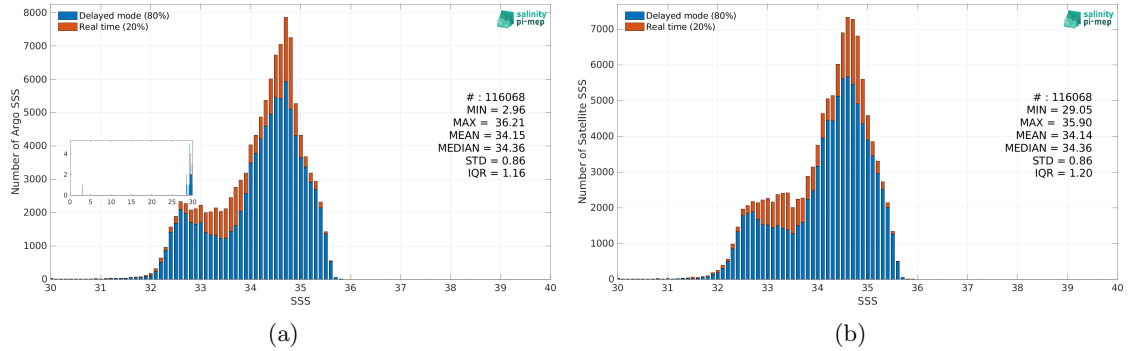 Delayed mode (80%)
Real time (20%)
salinity
pi-mep
Number of Argo SSS
8000
7000
6000
5000
4000
3000
2000
1000
0
# : 116068
MIN = 2.96
MAX = 36.21
MEAN = 34.15
MEDIAN = 34.36
STD = 0.86
IQR = 1.16
4
2
0
0 5 10 15 20 25 30
30 31 32 33 34 35 36 37 38 39 40
SSS
(a)
Delayed mode (80%)
Real time (20%)
salinity
pi-mep
Number of Satellite SSS
7000
6000
5000
4000
3000
2000
1000
0
# : 116068
MIN = 29.05
MAX = 35.90
MEAN = 34.14
MEDIAN = 34.36
STD = 0.86
IQR = 1.20
30 31 32 33 34 35 36 37 38 39 40
SSS
(b)